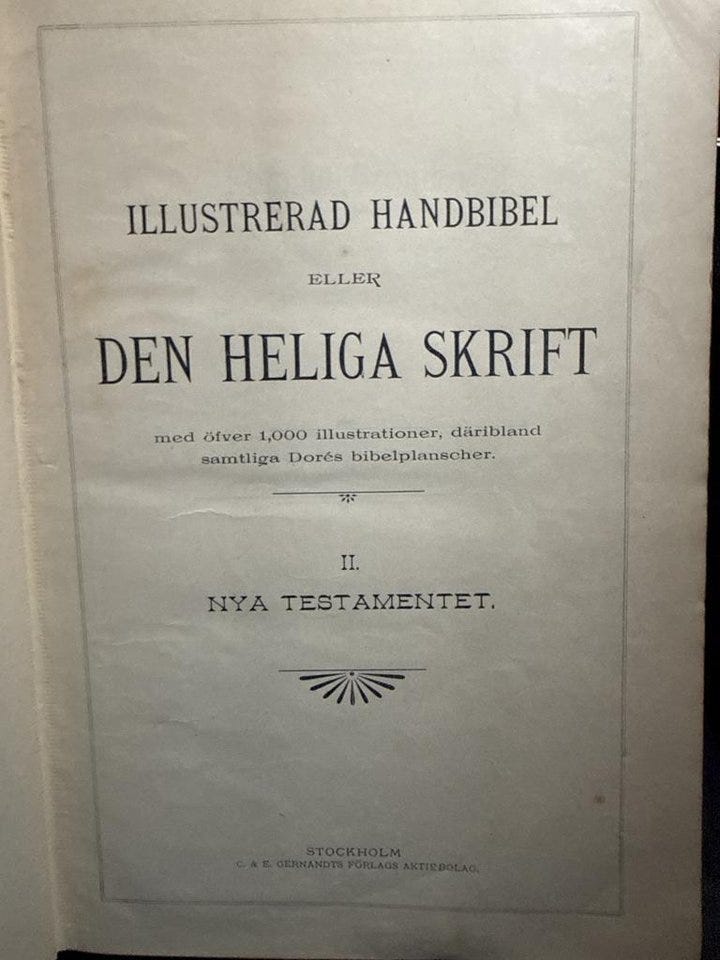 ILLUSTRERAD HANDBIBEL
ELLER
DEN HELIGA SKRIFT
med öfver 1,000 illustrationer, däribland
samtliga Dorés bibelplanscher.
II.
NYA TESTAMENTET.
STOCKHOLM
C. & E. GERNANDTS FÖRLAGS AKTIEBOLAG.